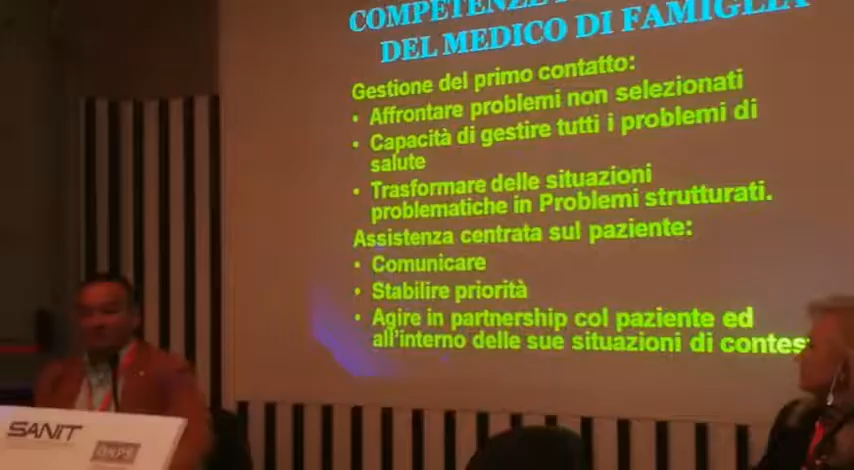 COMPETENZE
DEL MEDICO DI FAMIGLIA
Gestione del primo contatto:
• Affrontare problemi non selezionati
• Capacità di gestire tutti i problemi di
salute
• Trasformare delle situazioni
problematiche in Problemi strutturati.
Assistenza centrata sul paziente:
• Comunicare
• Stabilire priorità
• Agire in partnership col paziente ed
all'interno delle sue situazioni di contes
SANIT